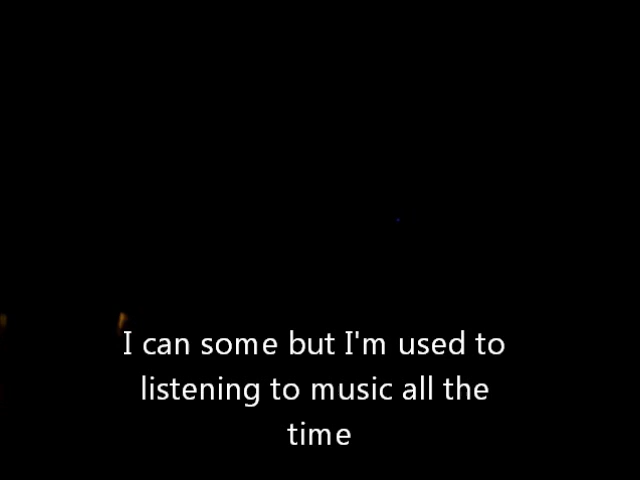 I can some but I'm used to
listening to music all the
time